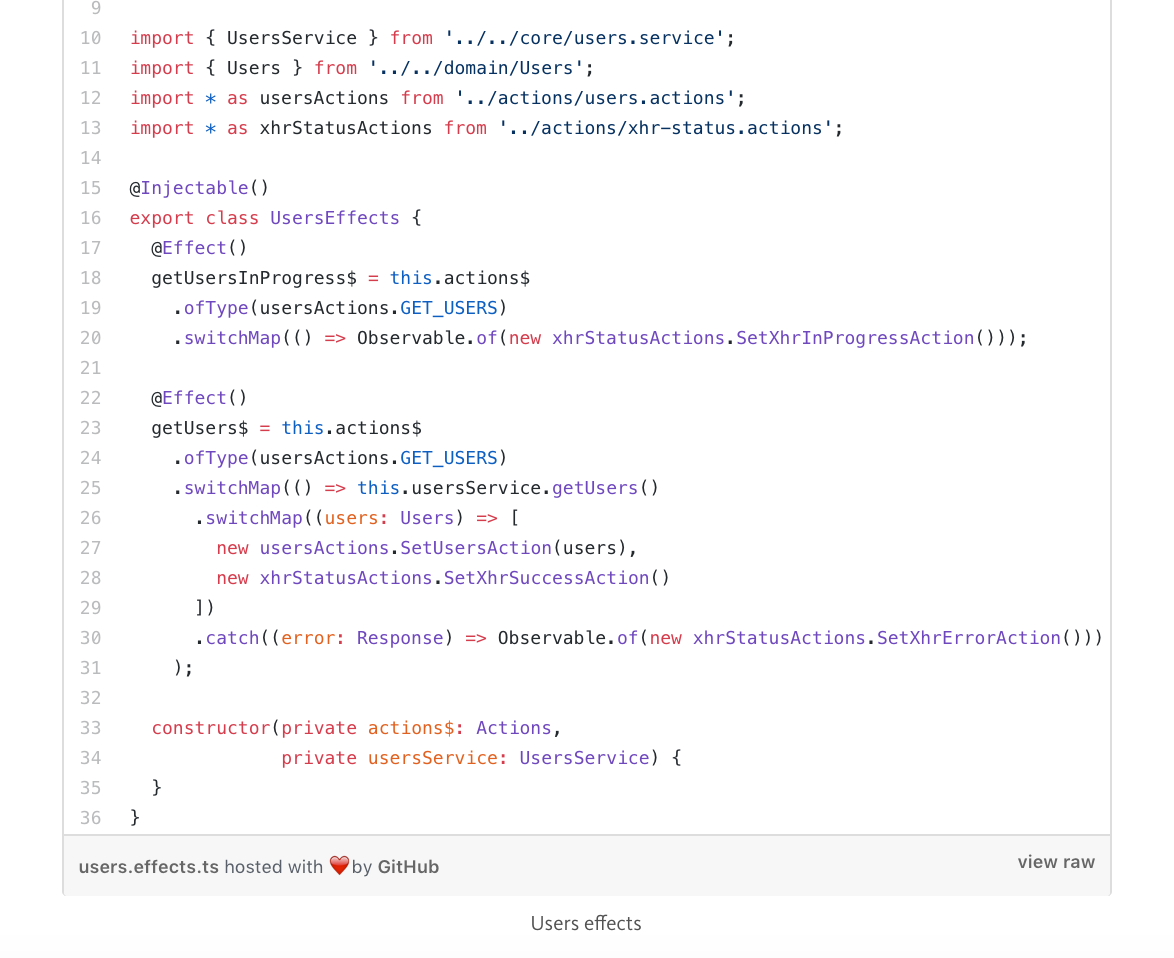 9
10 import { UsersService } from '../../core/users.service';
11 import { Users } from '../../domain/Users';
12 import * as usersActions from '../actions/users.actions';
13 import * as xhrStatusActions from '../actions/xhr-status.actions';
14
15 @Injectable()
16 export class UsersEffects {
17   @Effect()
18   getUsersInProgress$ = this.actions$
19     .ofType(usersActions.GET_USERS)
20     .switchMap(() => Observable.of(new xhrStatusActions.SetXhrInProgressAction()));
21
22   @Effect()
23   getUsers$ = this.actions$
24     .ofType(usersActions.GET_USERS)
25     .switchMap(() => this.usersService.getUsers()
26       .switchMap((users: Users) => [
27         new usersActions.SetUsersAction(users),
28         new xhrStatusActions.SetXhrSuccessAction()
29       ])
30       .catch((error: Response) => Observable.of(new xhrStatusActions.SetXhrErrorAction()))
31     );
32
33   constructor(private actions$: Actions,
34               private usersService: UsersService) {
35   }
36 }
users.effects.ts hosted with ❤ by GitHub view raw
Users effects